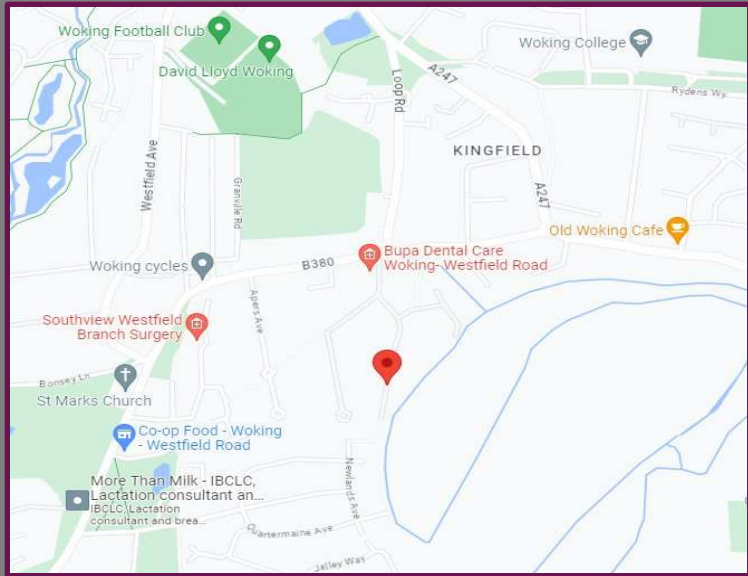 Woking Football Club
David Lloyd Woking
Woking College
A247
Loop Rd
Rydens Wy
KINGFIELD
Westfield Ave
Granville Rd
A247
Old Woking Cafe
Bupa Dental Care
Woking- Westfield Road
B380
Woking cycles
Apers Ave
Southview Westfield
Branch Surgery
Bonsey Ln
St Marks Church
Co-op Food - Woking
- Westfield Road
More Than Milk - IBCLC,
Lactation consultant an...
IBCLC, Lactation
consultant and brea...
Newlands Ave
Quartermaine Ave
Jelley Way